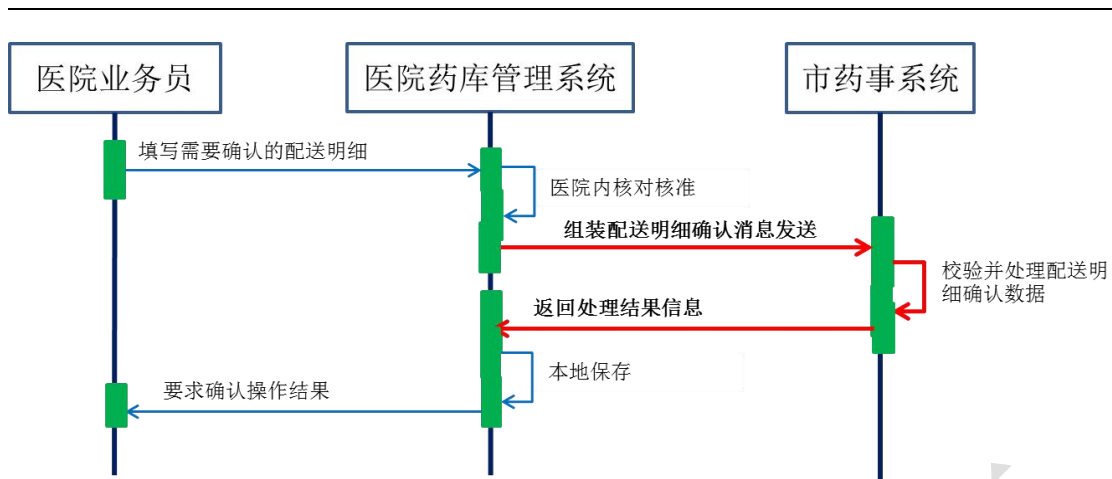 医院业务员
医院药库管理系统
市药事系统
填写需要确认的配送明细
医院内核对核准
组装配送明细确认消息发送
校验并处理配送明
细确认数据
返回处理结果信息
本地保存
要求确认操作结果